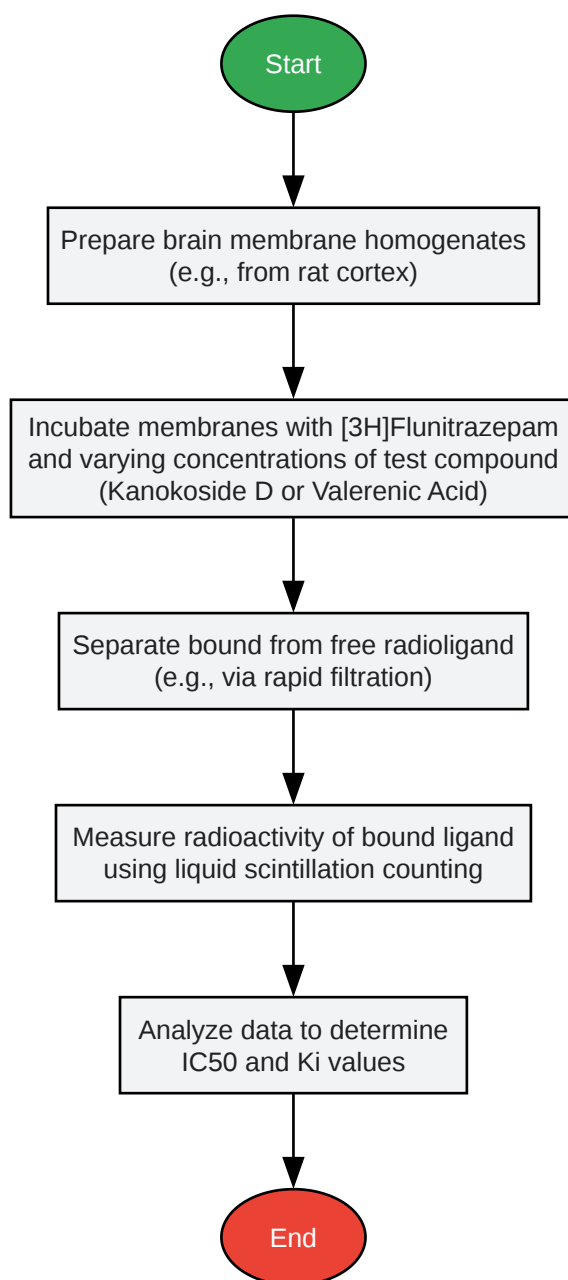 Start
Prepare brain membrane homogenates
(e.g., from rat cortex)
Incubate membranes with [3H]Flunitrazepam
and varying concentrations of test compound
(Kanokoside D or Valerenic Acid)
Separate bound from free radioligand
(e.g., via rapid filtration)
Measure radioactivity of bound ligand
using liquid scintillation counting
Analyze data to determine
IC50 and Ki values
End